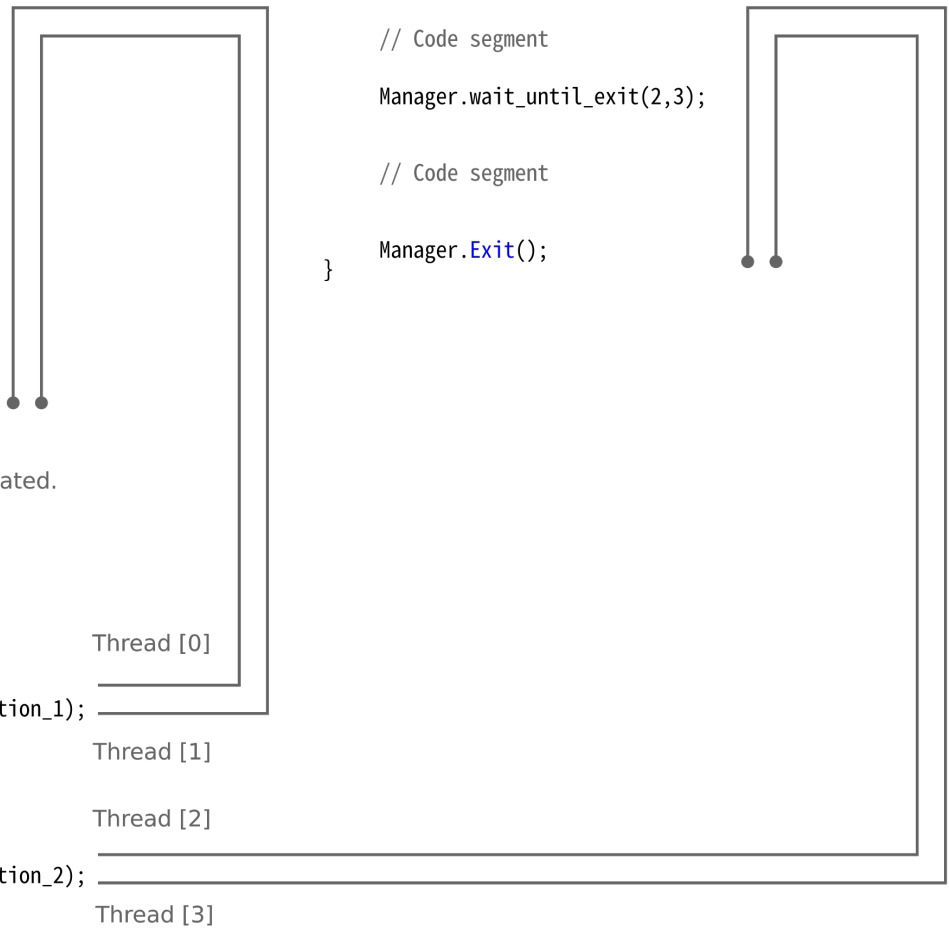 // Code segment
Manager.wait_until_exit(2,3);
// Code segment
Manager.Exit();
}
ated.
Thread [0]
tion_1);
Thread [1]
Thread [2]
tion_2);
Thread [3]